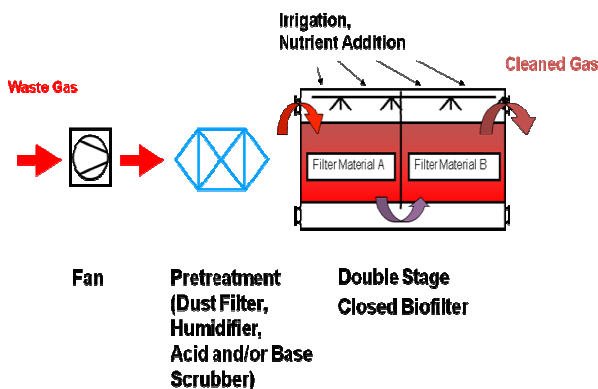 Irrigation,
Nutrient Addition
Cleaned Gas
Waste Gas
Filter Material A
Filter Material B
Fan
Pretreatment
(Dust Filter,
Humidifier,
Acid and/or Base
Scrubber)
Double Stage
Closed Biofilter